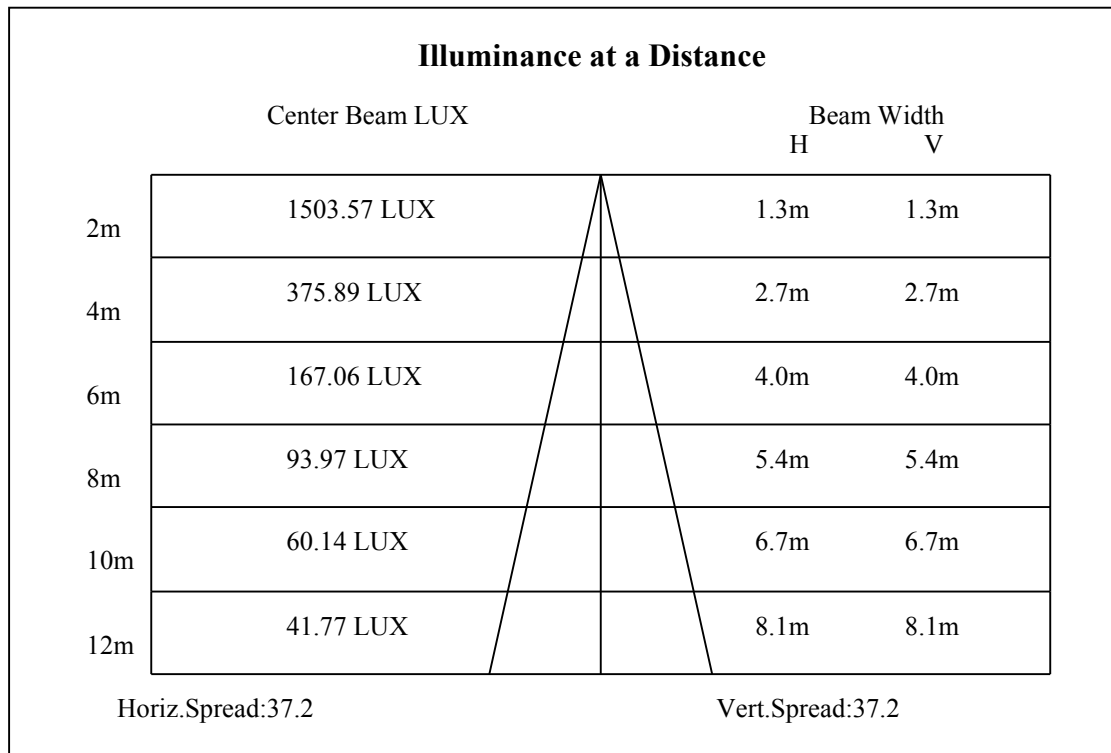 Illuminance at a Distance
Center Beam LUX Beam Width
H V
2m 1503.57 LUX 1.3m 1.3m
4m 375.89 LUX 2.7m 2.7m
6m 167.06 LUX 4.0m 4.0m
8m 93.97 LUX 5.4m 5.4m
10m 60.14 LUX 6.7m 6.7m
12m 41.77 LUX 8.1m 8.1m
Horiz.Spread:37.2 Vert.Spread:37.2